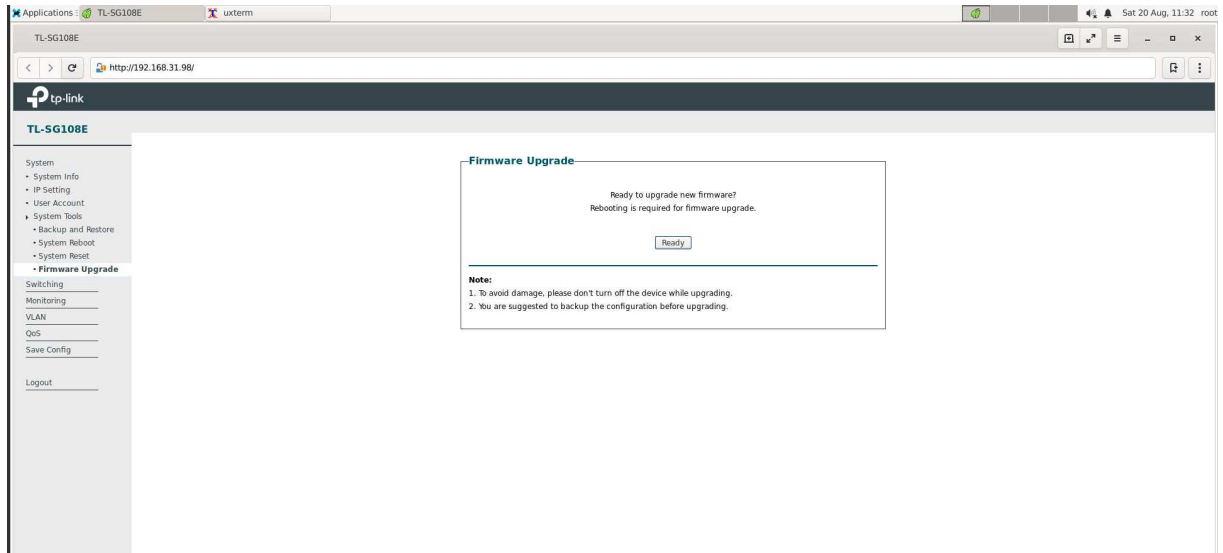 Applications : TL-SG108E uxterm Sat 20 Aug, 11:32 root
TL-SG108E
http://192.168.31.98/
tp-link
TL-SG108E
System
• System Info
• IP Setting
• User Account
System Tools
• Backup and Restore
• System Reboot
• System Reset
• Firmware Upgrade
Switching
Monitoring
VLAN
QoS
Save Config
Logout
Firmware Upgrade
Ready to upgrade new firmware?
Rebooting is required for firmware upgrade.
Ready
Note:
1. To avoid damage, please don't turn off the device while upgrading.
2. You are suggested to backup the configuration before upgrading.